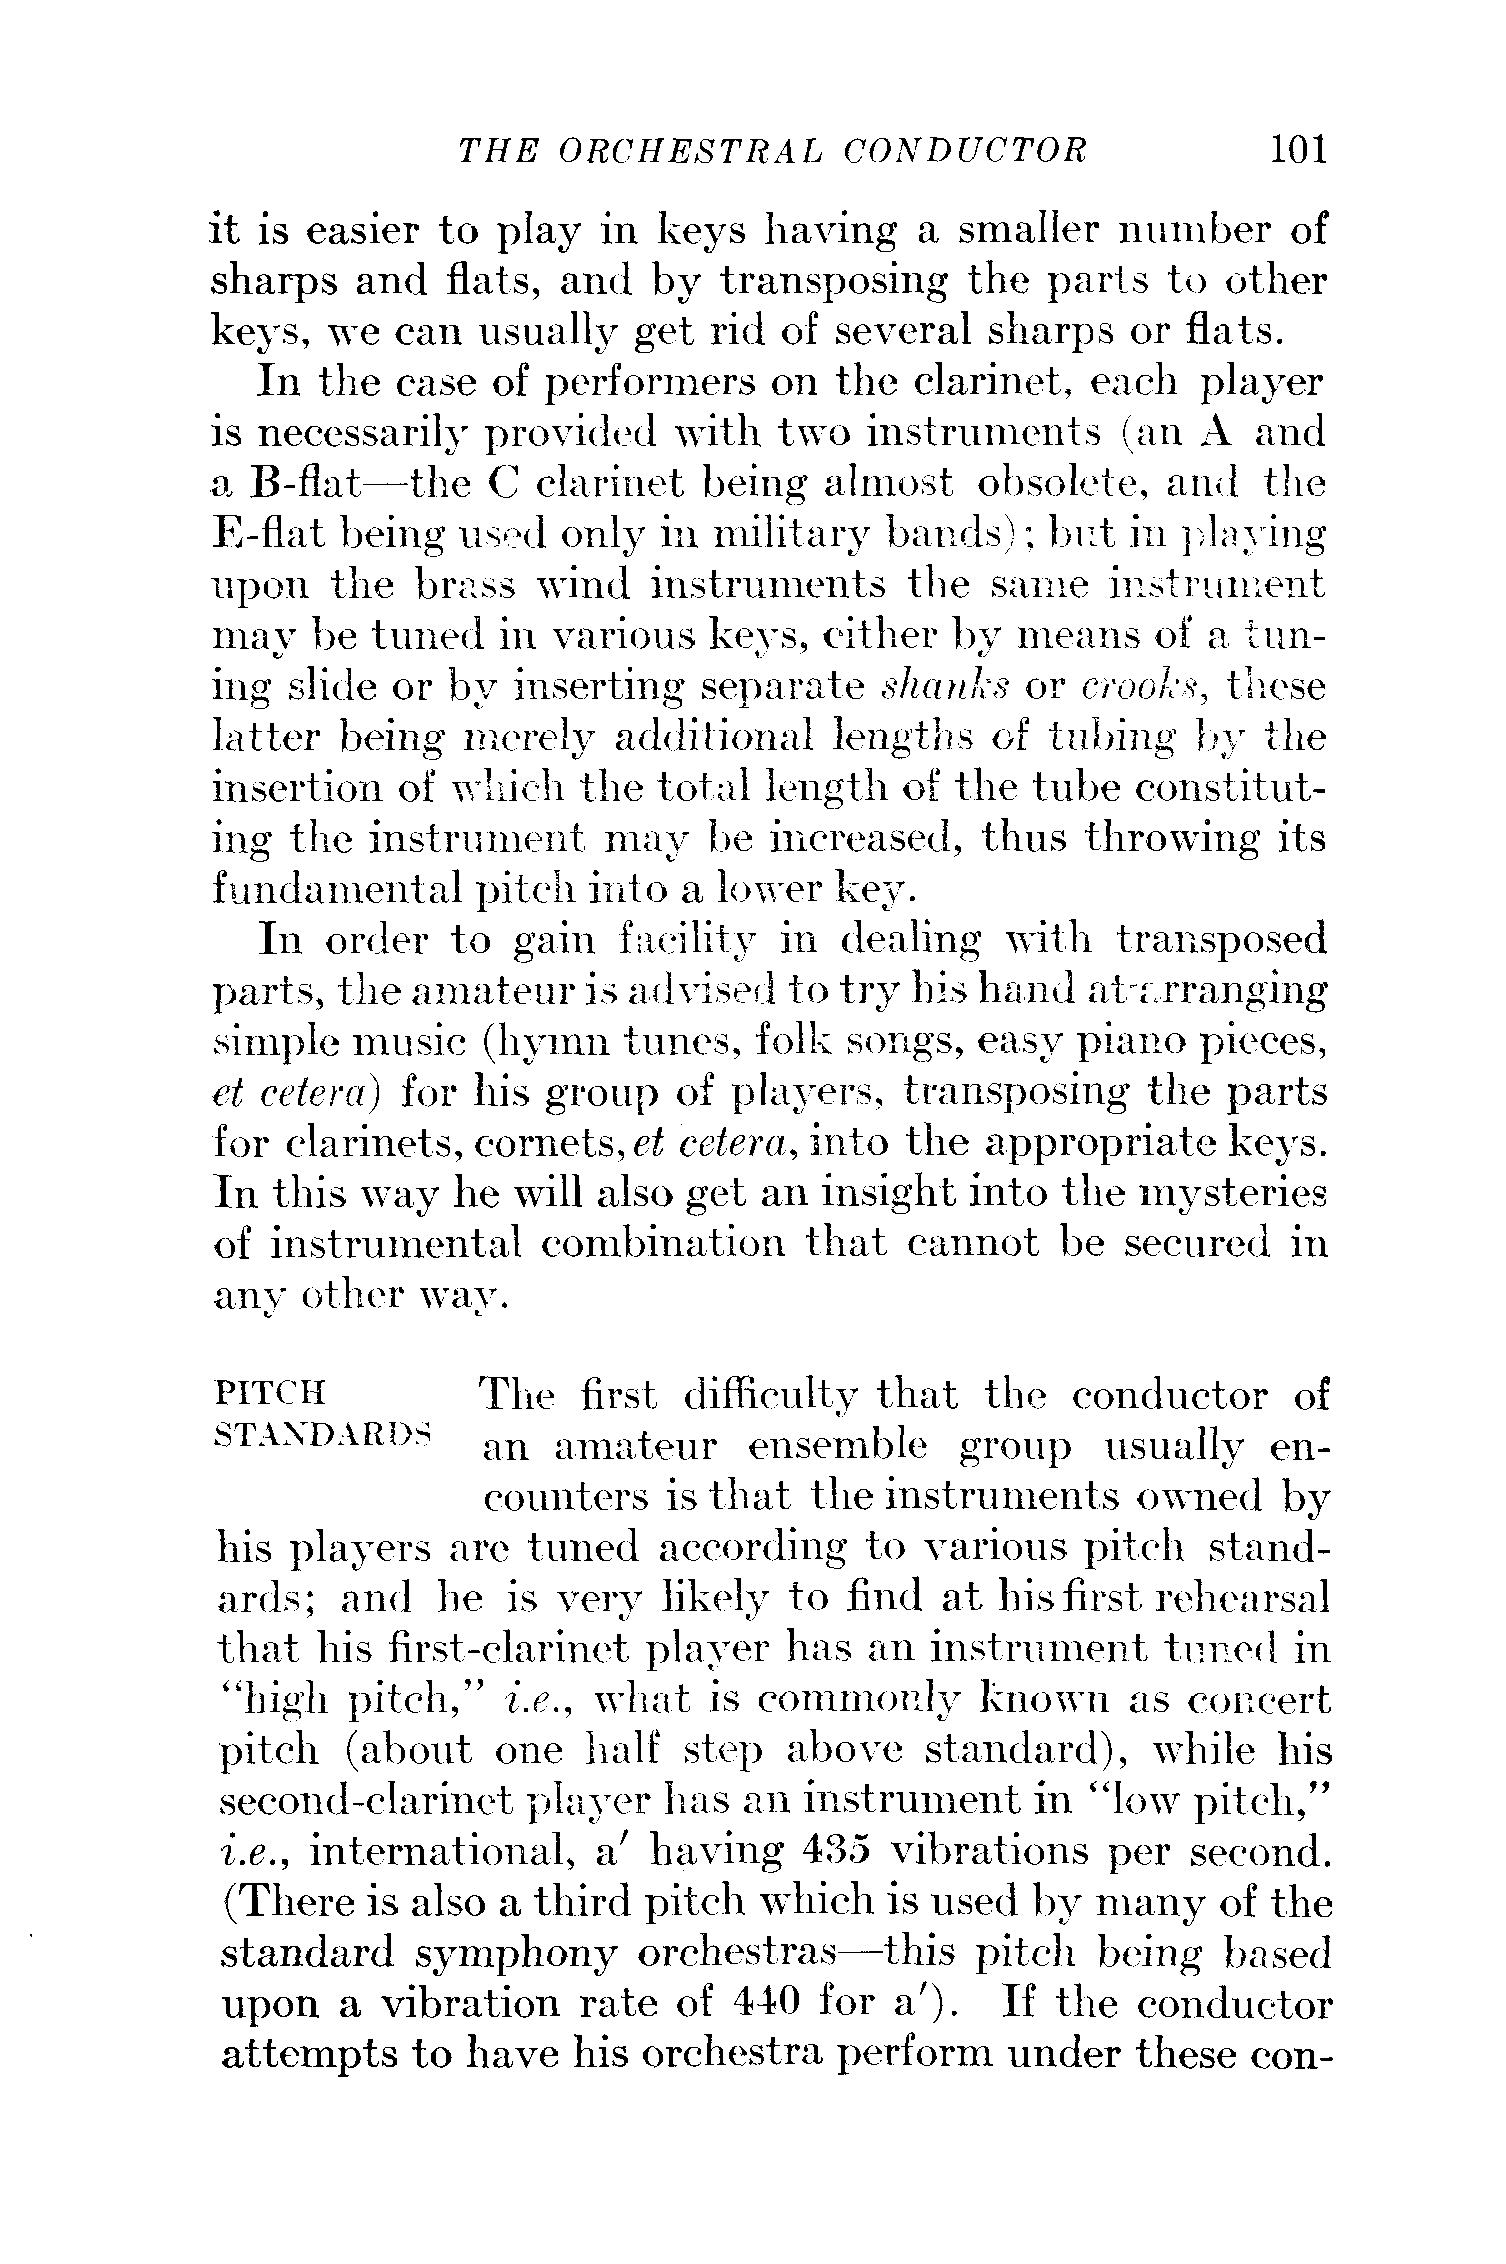 THE ORCHESTRAL CONDUCTOR 101
it is easier to play in keys having a smaller number of
sharps and flats, and by transposing the parts to other
keys, we can usually get rid of several sharps or flats.
In the case of performers on the clarinet, each player
is necessarily provided with two instruments (an A and
a B-flat—the C clarinet being almost obsolete, and the
E-flat being used only in military bands); but in playing
upon the brass wind instruments the same instrument
may be tuned in various keys, either by means of a tun-
ing slide or by inserting separate shanks or crooks, these
latter being merely additional lengths of tubing by the
insertion of which the total length of the tube constitut-
ing the instrument may be increased, thus throwing its
fundamental pitch into a lower key.
In order to gain facility in dealing with transposed
parts, the amateur is advised to try his hand at arranging
simple music (hymn tunes, folk songs, easy piano pieces,
et cetera) for his group of players, transposing the parts
for clarinets, cornets, et cetera, into the appropriate keys.
In this way he will also get an insight into the mysteries
of instrumental combination that cannot be secured in
any other way.
PITCH
STANDARDS
The first difficulty that the conductor of
an amateur ensemble group usually en-
counters is that the instruments owned by
his players are tuned according to various pitch stand-
ards; and he is very likely to find at his first rehearsal
that his first-clarinet player has an instrument tuned in
"high pitch," i.e., what is commonly known as concert
pitch (about one half step above standard), while his
second-clarinet player has an instrument in "low pitch,"
i.e., international, a′ having 435 vibrations per second.
(There is also a third pitch which is used by many of the
standard symphony orchestras—this pitch being based
upon a vibration rate of 440 for a′). If the conductor
attempts to have his orchestra perform under these con-